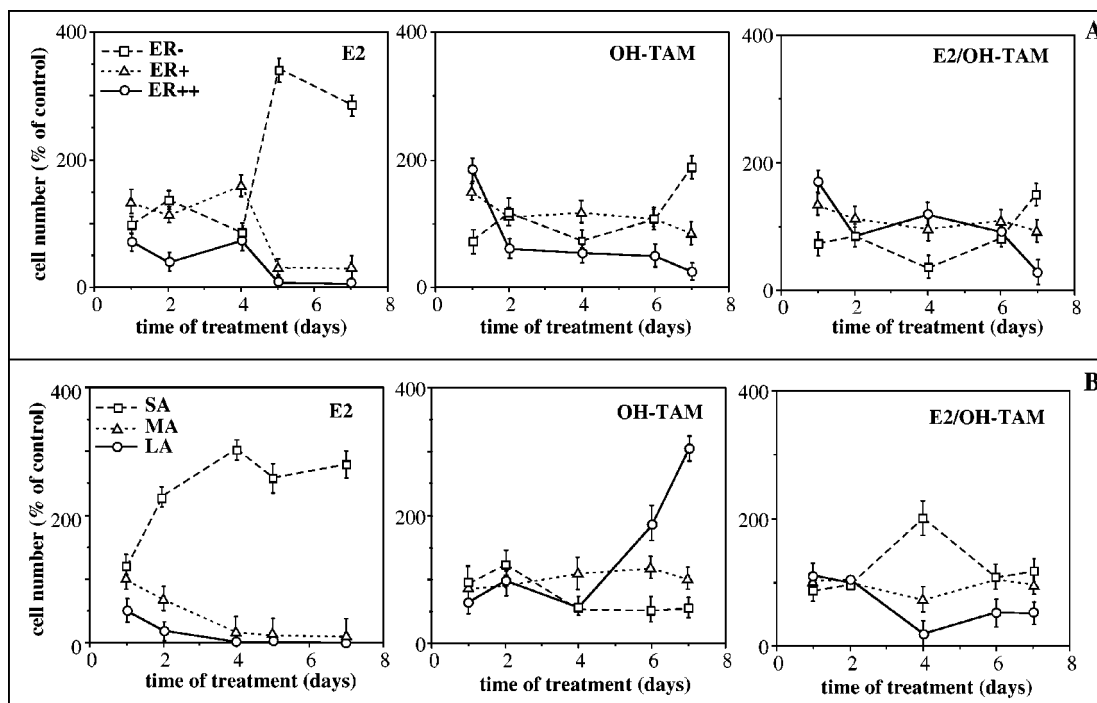 A
400
200
0
cell number (% of control)
ER-
ER+
ER++
E2
0 2 4 6 8
time of treatment (days)
400
200
0
OH-TAM
0 2 4 6 8
time of treatment (days)
400
200
0
E2/OH-TAM
0 2 4 6 8
time of treatment (days)
B
400
200
0
cell number (% of control)
SA
MA
LA
E2
0 2 4 6 8
time of treatment (days)
400
200
0
OH-TAM
0 2 4 6 8
time of treatment (days)
400
200
0
E2/OH-TAM
0 2 4 6 8
time of treatment (days)